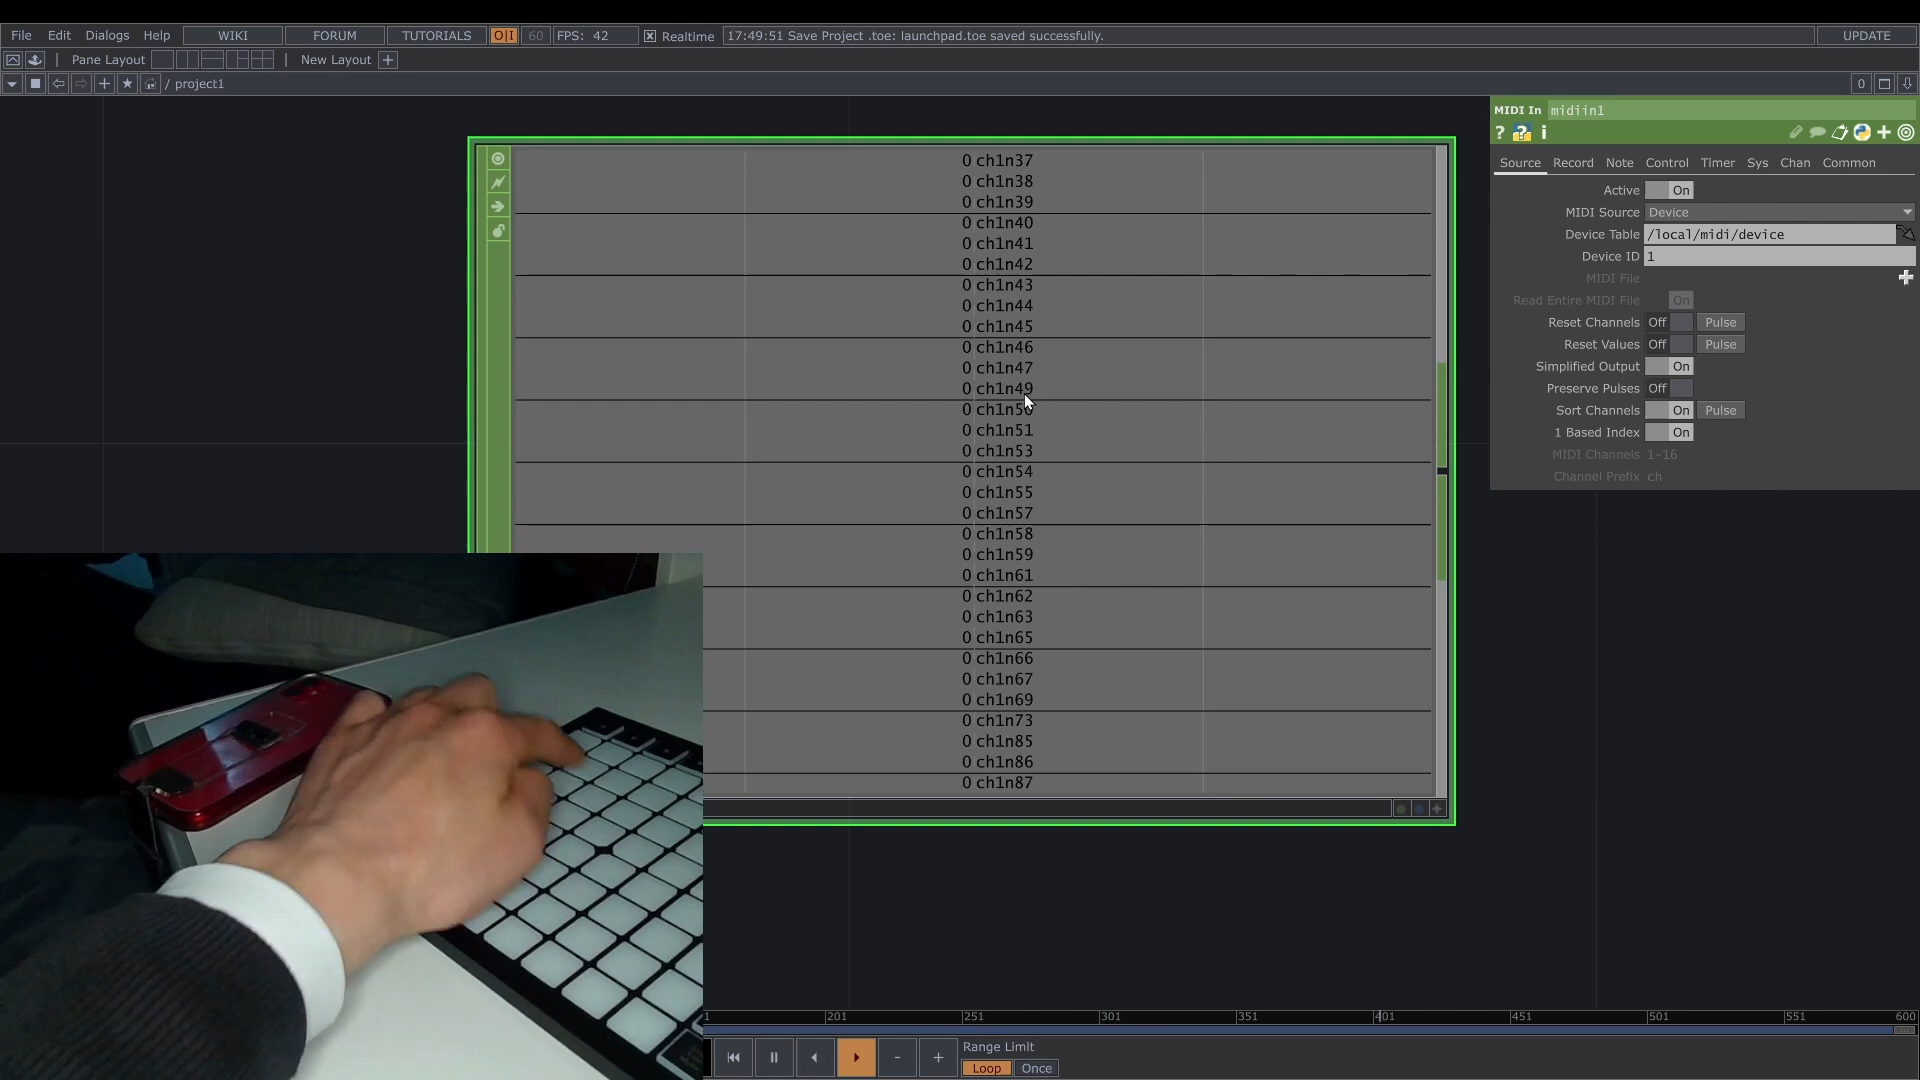 File Edit Dialogs Help WIKI FORUM TUTORIALS O|I 60 FPS: 42 Realtime 17:49:51 Save Project .toe: launchpad.toe saved successfully. UPDATE
Pane Layout New Layout +
/ project1 0
MIDI In midiin1
? ? i
Source Record Note Control Timer Sys Chan Common
Active On
MIDI Source Device
Device Table /local/midi/device
Device ID 1
MIDI File
Read Entire MIDI File On
Reset Channels Off Pulse
Reset Values Off Pulse
Simplified Output On
Preserve Pulses Off
Sort Channels On Pulse
1 Based Index On
MIDI Channels 1-16
Channel Prefix ch
0 ch1n37
0 ch1n38
0 ch1n39
0 ch1n40
0 ch1n41
0 ch1n42
0 ch1n43
0 ch1n44
0 ch1n45
0 ch1n46
0 ch1n47
0 ch1n49
0 ch1n50
0 ch1n51
0 ch1n53
0 ch1n54
0 ch1n55
0 ch1n57
0 ch1n58
0 ch1n59
0 ch1n61
0 ch1n62
0 ch1n63
0 ch1n65
0 ch1n66
0 ch1n67
0 ch1n69
0 ch1n73
0 ch1n85
0 ch1n86
0 ch1n87
201 251 301 351 401 451 501 551 600
- + Range Limit
Loop Once